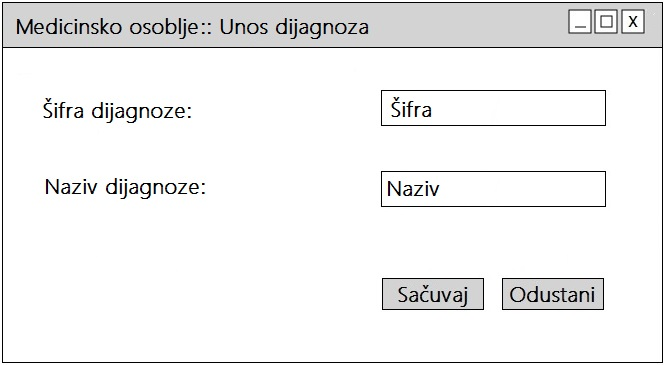 Medicinsko osoblje:: Unos dijagnoza
X
Šifra dijagnoze: Šifra
Naziv dijagnoze: Naziv
Sačuvaj Odustani